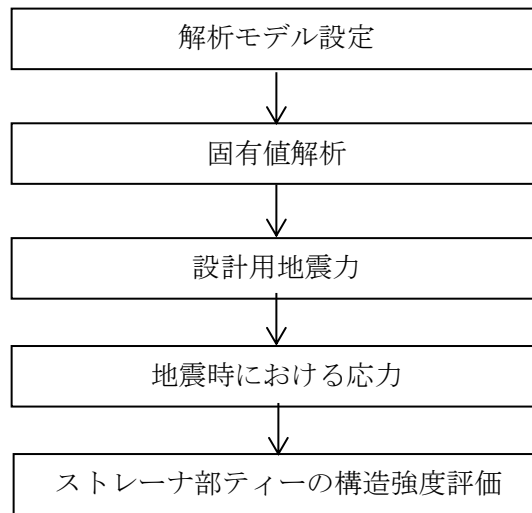 解析モデル設定
固有値解析
設計用地震力
地震時における応力
ストレーナ部ティーの構造強度評価